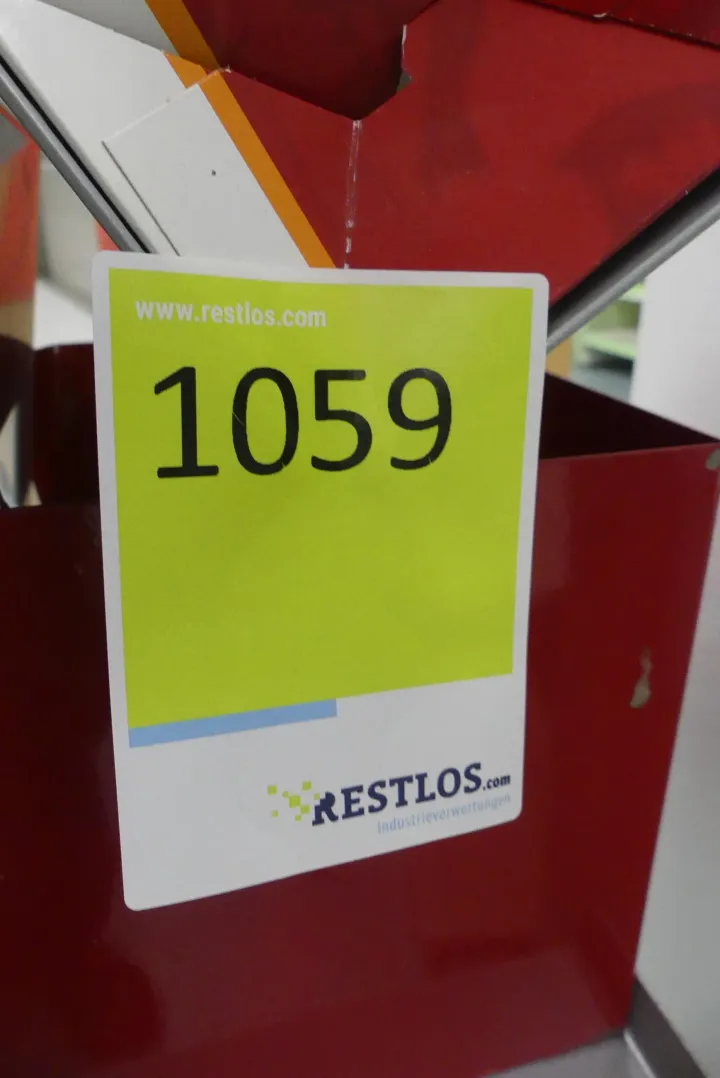 www.restlos.com
1059
RESTLOS.com
Industrieverwertungen